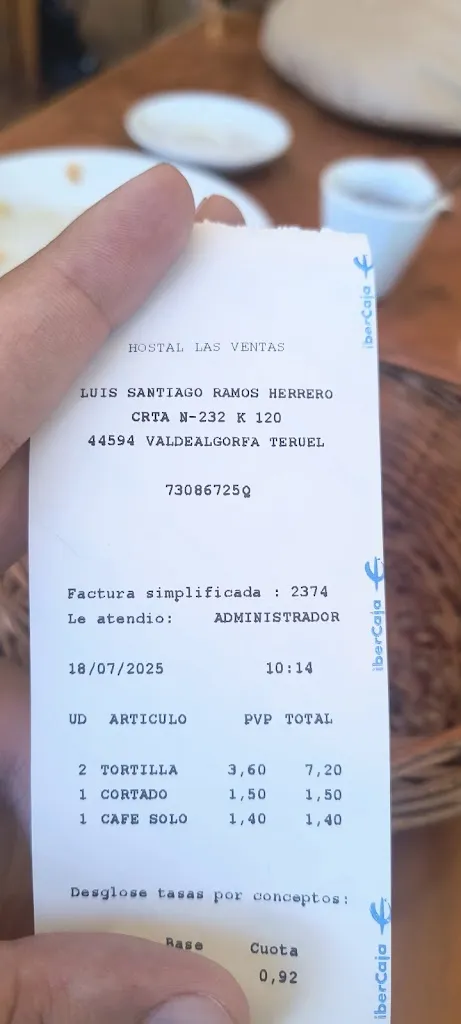 HOSTAL LAS VENTAS
LUIS SANTIAGO RAMOS HERRERO
CRTA N-232 K 120
44594 VALDEALGORFA TERUEL
73086725Q
Factura simplificada : 2374
Le atendio: ADMINISTRADOR
18/07/2025 10:14
UD ARTICULO PVP TOTAL
2 TORTILLA 3,60 7,20
1 CORTADO 1,50 1,50
1 CAFE SOLO 1,40 1,40
Desglose tasas por conceptos:
Base Cuota
0,92
iberCaja
iberCaja
iberCaja